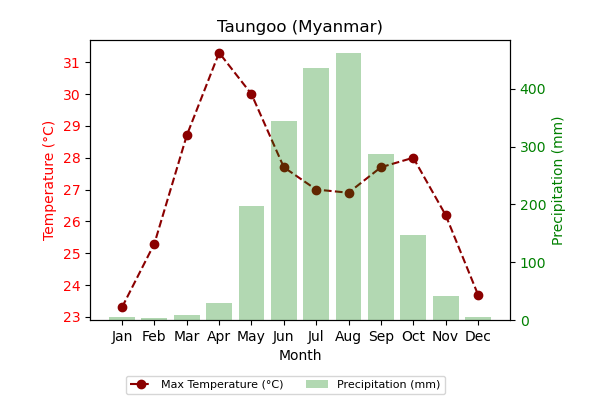 Taungoo (Myanmar)
31
30
29
28
27
26
25
24
23
Temperature (°C)
400
300
200
100
0
Precipitation (mm)
Jan Feb Mar Apr May Jun Jul Aug Sep Oct Nov Dec
Month
Max Temperature (°C) Precipitation (mm)